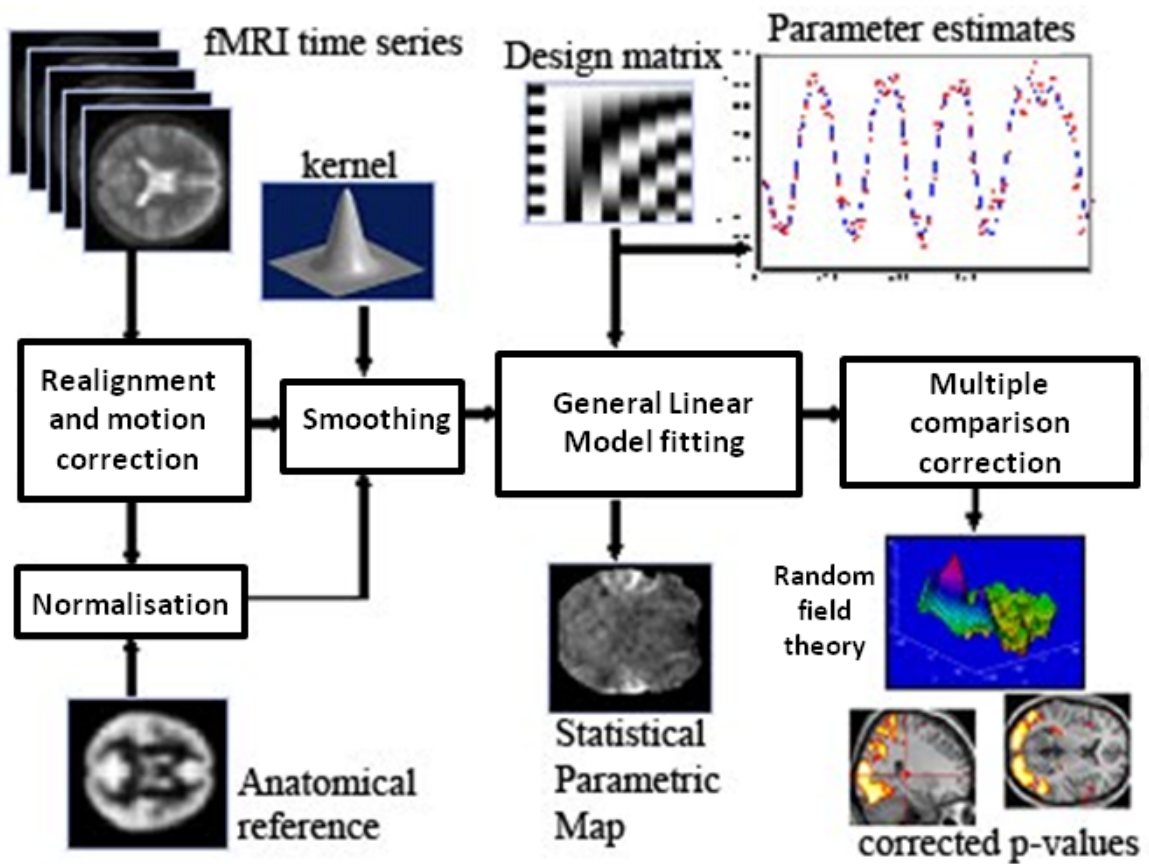 fMRI time series
Design matrix
Parameter estimates
kernel
Realignment
and motion
correction
Smoothing
General Linear
Model fitting
Multiple
comparison
correction
Normalisation
Random
field
theory
Anatomical
reference
Statistical
Parametric
Map
corrected p-values